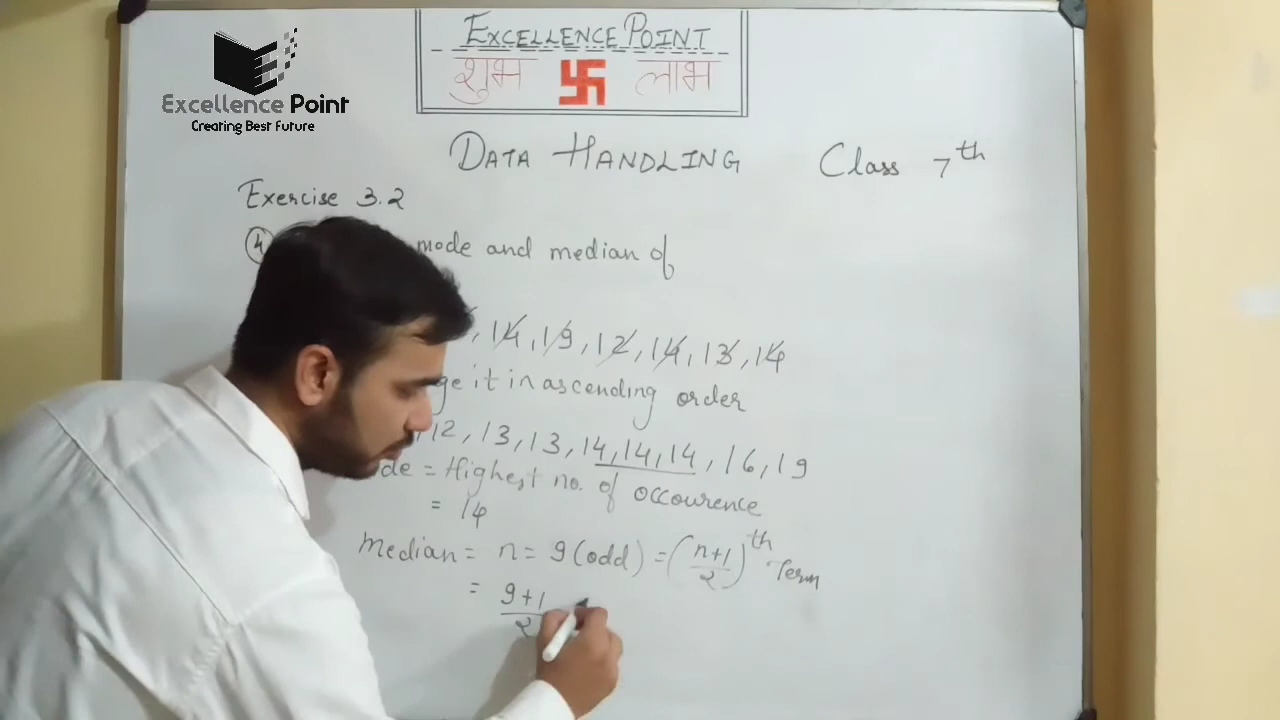 EXCELLENCE POINT
शुभ 卐 लाभ
Excellence Point
Creating Best Future
DATA HANDLING Class 7th
Exercise 3.2
mode and median of
, 14, 19, 12, 14, 13, 14
it in ascending order
12, 13, 13, 14, 14, 14, 16, 19
= Highest no. of occourence
= 14
Median = n = 9 (odd) = (n+1/2)th Term
= 9+1/2